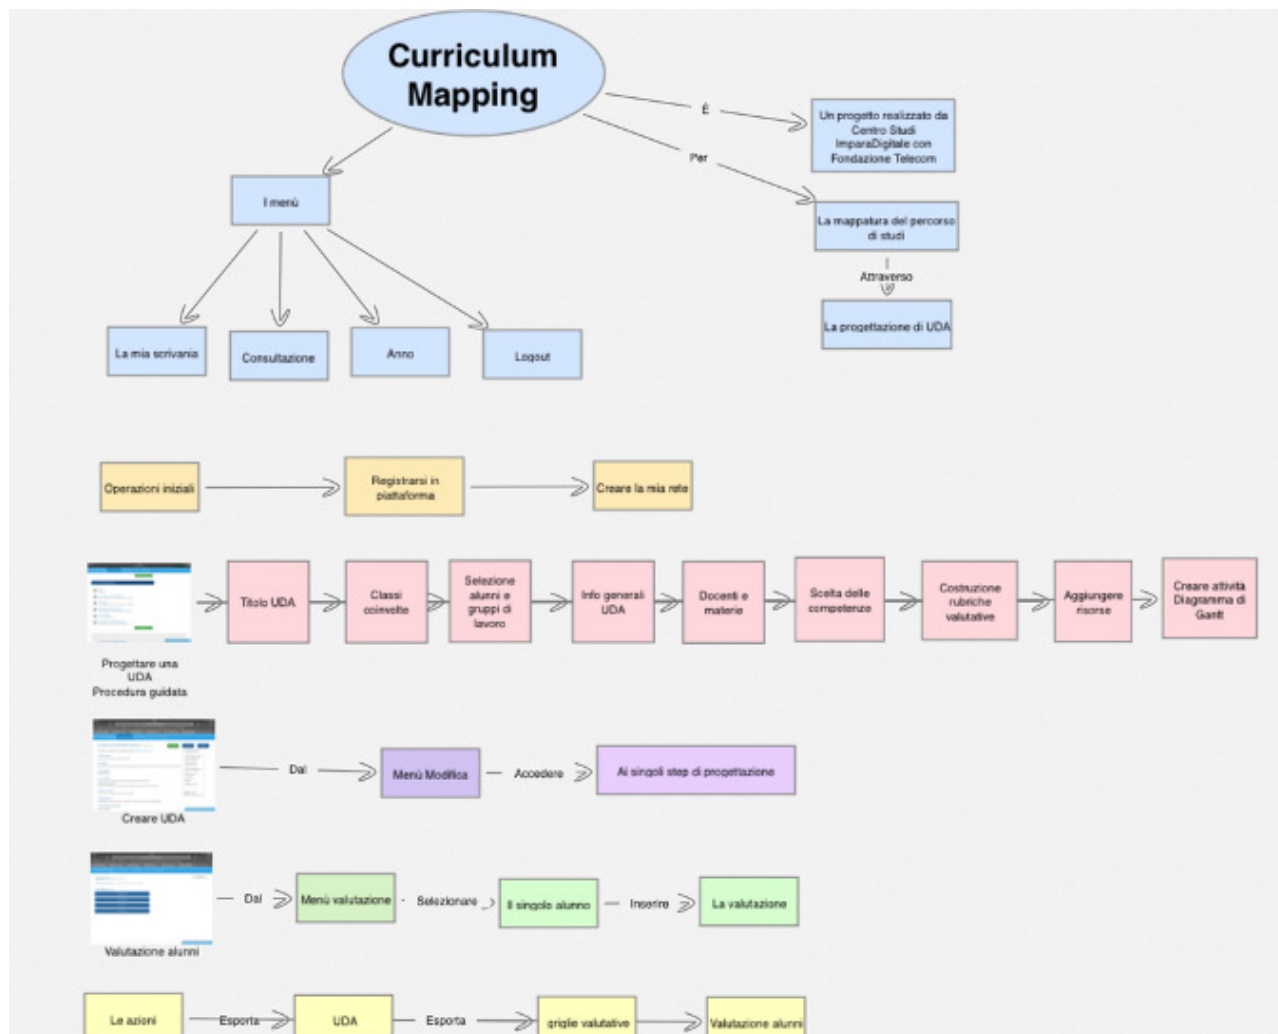 Curriculum
Mapping
È
Un progetto realizzato da
Centro Studi
ImparaDigitale con
Fondazione Telecom
Per
I menù
La mappatura del percorso
di studi
Attraverso
La progettazione di UDA
La mia scrivania
Consultazione
Anno
Logout
Operazioni iniziali
Registrarsi in
piattaforma
Creare la mia rete
Titolo UDA
Classi
coinvolte
Selezione
alunni e
gruppi di
lavoro
Info generali
UDA
Docenti e
materie
Scelta delle
competenze
Costruzione
rubriche
valutative
Aggiungere
risorse
Creare attività
Diagramma di
Gantt
Progettare una
UDA
Procedura guidata
Dal
Menù Modifica
Accedere
Ai singoli step di progettazione
Creare UDA
Dal
Menù valutazione
Selezionare
Il singolo alunno
Inserire
La valutazione
Valutazione alunni
Le azioni
Esporta
UDA
Esporta
griglie valutative
Valutazione alunni